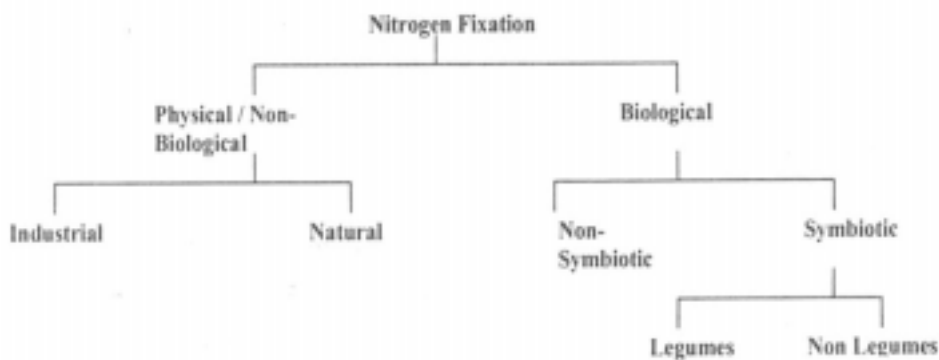 Nitrogen Fixation
Physical / Non-
Biological
Biological
Industrial
Natural
Non-
Symbiotic
Symbiotic
Legumes
Non Legumes